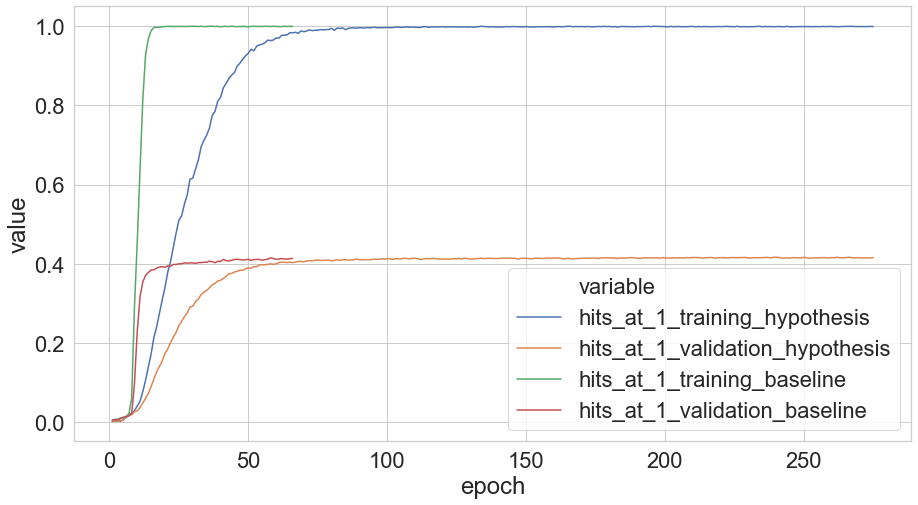 1.0
0.8
0.6
0.4
0.2
0.0
value
0
50
100
150
200
250
epoch
variable
hits_at_1_training_hypothesis
hits_at_1_validation_hypothesis
hits_at_1_training_baseline
hits_at_1_validation_baseline